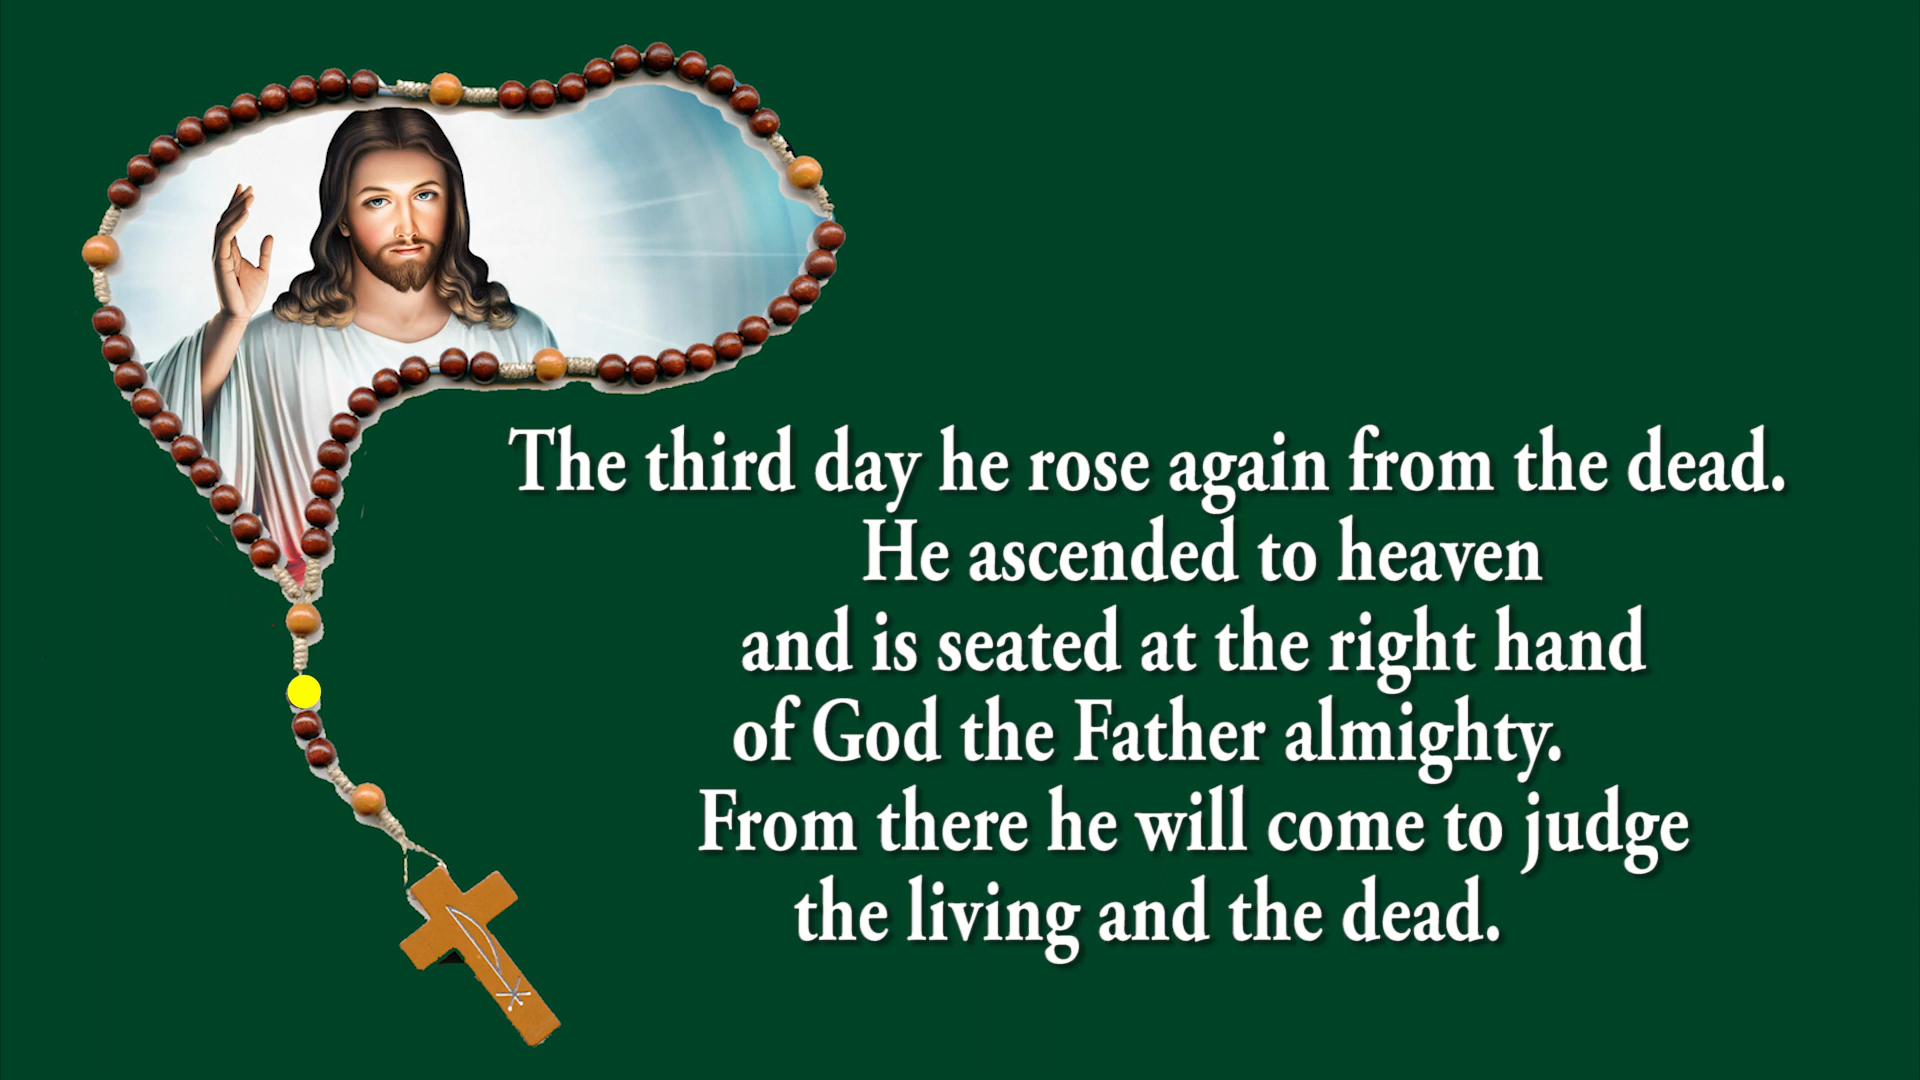 The third day he rose again from the dead.
He ascended to heaven
and is seated at the right hand
of God the Father almighty.
From there he will come to judge
the living and the dead.